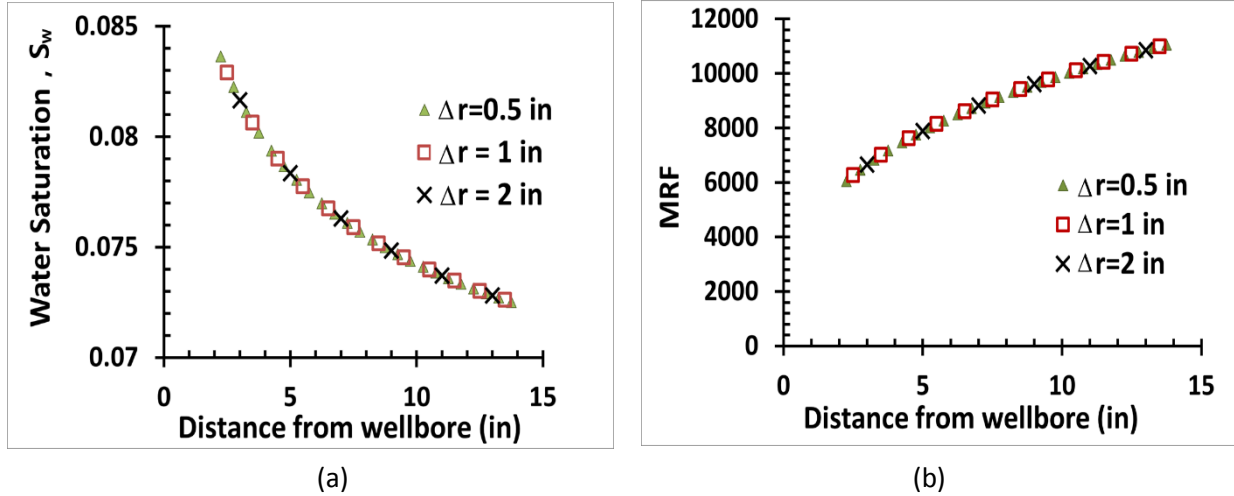 0.085
0.08
0.075
0.07
Water Saturation , Sw
Δr=0.5 in
Δr = 1 in
Δr = 2 in
0 5 10 15
Distance from wellbore (in)
(a)
12000
10000
8000
6000
4000
2000
0
MRF
Δr=0.5 in
Δr=1 in
Δr=2 in
0 5 10 15
Distance from wellbore (in)
(b)